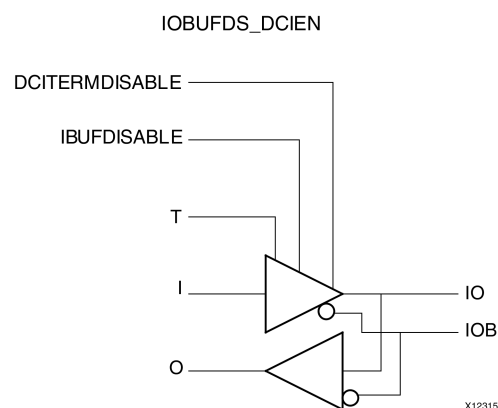 IOBUFDS_DCIEN
DCITERMDISABLE
IBUFDISABLE
T
I
IO
IOB
O
X12315